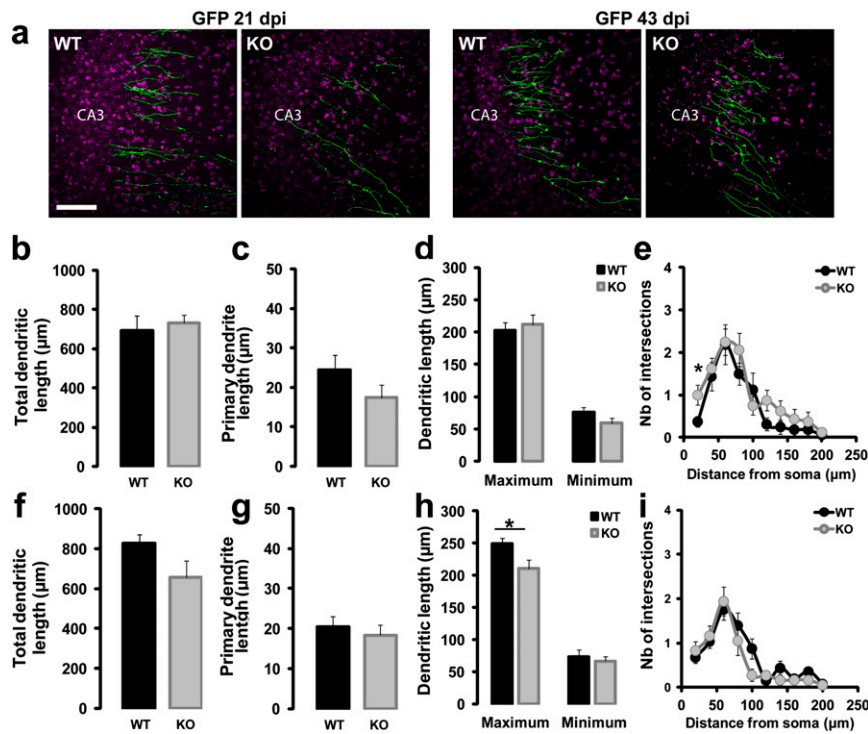 GFP 21 dpi
GFP 43 dpi
a
WT
KO
WT
KO
CA3
CA3
CA3
CA3
b
Total dendritic
length (µm)
1000
800
600
400
200
0
WT
KO
c
Primary dendrite
length (µm)
50
40
30
20
10
0
WT
KO
d
Dendritic length (µm)
300
250
200
150
100
50
0
WT
KO
Maximum
Minimum
e
Nb of intersections
4
3
2
1
0
*
WT
KO
0 50 100 150 200 250
Distance from soma (µm)
f
Total dendritic
length (µm)
1000
800
600
400
200
0
WT
KO
g
Primary dendrite
length (µm)
50
40
30
20
10
0
WT
KO
h
Dendritic length (µm)
300
250
200
150
100
50
0
*
WT
KO
Maximum
Minimum
i
Nb of intersections
4
3
2
1
0
WT
KO
0 50 100 150 200 250
Distance from soma (µm)